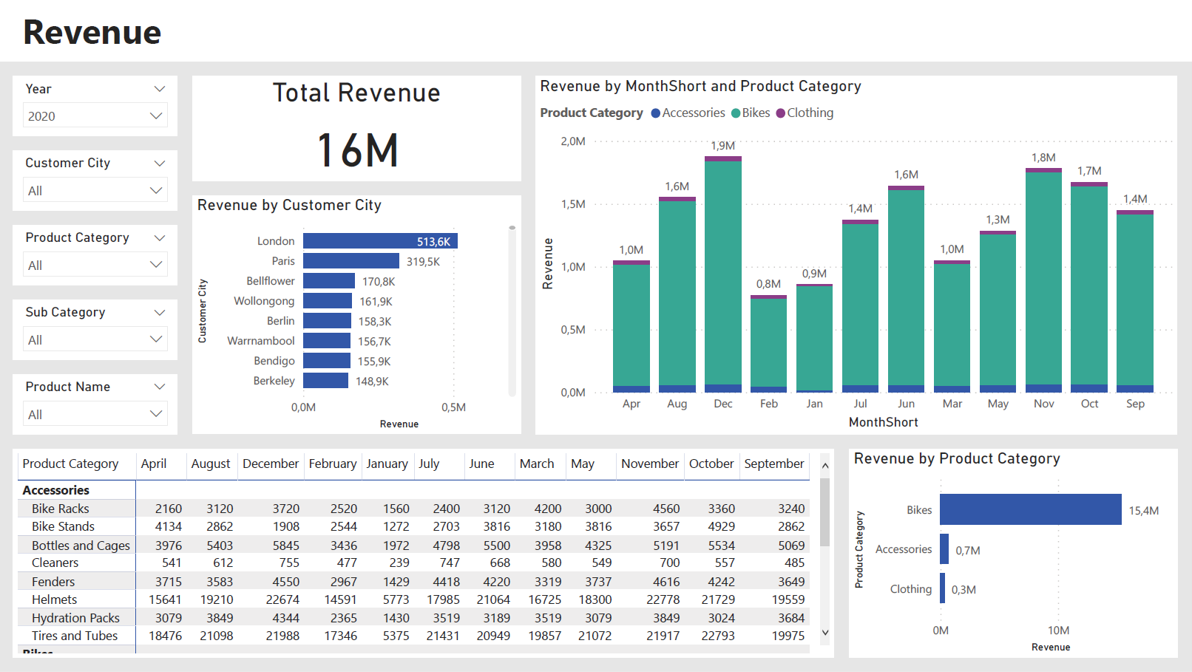 Revenue
Year
2020
Customer City
All
Product Category
All
Sub Category
All
Product Name
All
Total Revenue
16M
Revenue by Customer City
Customer City
London 513,6K
Paris 319,5K
Bellflower 170,8K
Wollongong 161,9K
Berlin 158,3K
Warrnambool 156,7K
Bendigo 155,9K
Berkeley 148,9K
0,0M 0,5M
Revenue
Revenue by MonthShort and Product Category
Product Category Accessories Bikes Clothing
Revenue
2,0M
1,5M
1,0M
0,5M
0,0M
1,0M 1,6M 1,9M 0,8M 0,9M 1,4M 1,6M 1,0M 1,3M 1,8M 1,7M 1,4M
Apr Aug Dec Feb Jan Jul Jun Mar May Nov Oct Sep
MonthShort
Product Category April August December February January July June March May November October September
Accessories
Bike Racks 2160 3120 3720 2520 1560 2400 3120 4200 3000 4560 3360 3240
Bike Stands 4134 2862 1908 2544 1272 2703 3816 3180 3816 3657 4929 2862
Bottles and Cages 3976 5403 5845 3436 1972 4798 5500 3958 4325 5191 5534 5069
Cleaners 541 612 755 477 239 747 668 580 549 700 557 485
Fenders 3715 3583 4550 2967 1429 4418 4220 3319 3737 4616 4242 3649
Helmets 15641 19210 22674 14591 5773 17985 21064 16725 18300 22778 21729 19559
Hydration Packs 3079 3849 4344 2365 1430 3519 3189 3519 3079 3849 3024 3684
Tires and Tubes 18476 21098 21988 17346 5375 21431 20949 19857 21072 21917 22793 19975
Bikes
Revenue by Product Category
Product Category
Bikes 15,4M
Accessories 0,7M
Clothing 0,3M
0M 10M
Revenue